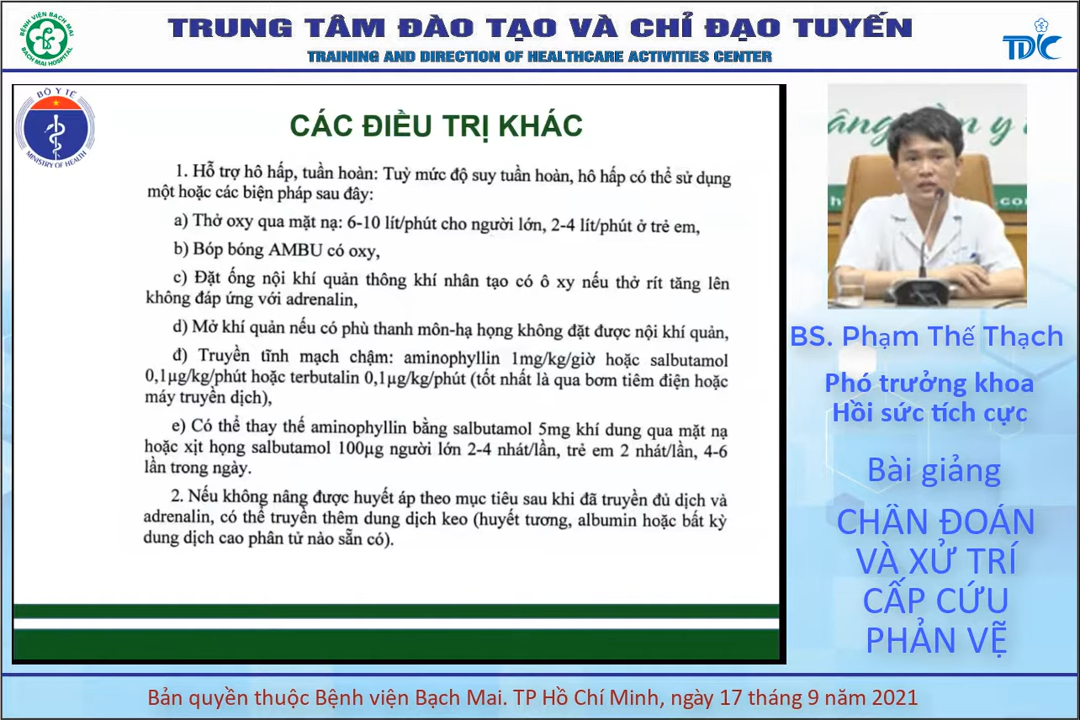 BỆNH VIỆN BẠCH MAI
BACH MAI HOSPITAL
TRUNG TÂM ĐÀO TẠO VÀ CHỈ ĐẠO TUYẾN
TRAINING AND DIRECTION OF HEALTHCARE ACTIVITIES CENTER
TDC
BỘ Y TẾ
MINISTRY OF HEALTH
CÁC ĐIỀU TRỊ KHÁC
1. Hỗ trợ hô hấp, tuần hoàn: Tuỳ mức độ suy tuần hoàn, hô hấp có thể sử dụng
một hoặc các biện pháp sau đây:
a) Thở oxy qua mặt nạ: 6-10 lít/phút cho người lớn, 2-4 lít/phút ở trẻ em,
b) Bóp bóng AMBU có oxy,
c) Đặt ống nội khí quản thông khí nhân tạo có ô xy nếu thở rít tăng lên
không đáp ứng với adrenalin,
d) Mở khí quản nếu có phù thanh môn-hạ họng không đặt được nội khí quản,
đ) Truyền tĩnh mạch chậm: aminophyllin 1mg/kg/giờ hoặc salbutamol
0,1µg/kg/phút hoặc terbutalin 0,1µg/kg/phút (tốt nhất là qua bơm tiêm điện hoặc
máy truyền dịch),
e) Có thể thay thế aminophyllin bằng salbutamol 5mg khí dung qua mặt nạ
hoặc xịt họng salbutamol 100µg người lớn 2-4 nhát/lần, trẻ em 2 nhát/lần, 4-6
lần trong ngày.
2. Nếu không nâng được huyết áp theo mục tiêu sau khi đã truyền đủ dịch và
adrenalin, có thể truyền thêm dung dịch keo (huyết tương, albumin hoặc bất kỳ
dung dịch cao phân tử nào sẵn có).
BS. Phạm Thế Thạch
Phó trưởng khoa
Hồi sức tích cực
Bài giảng
CHẨN ĐOÁN
VÀ XỬ TRÍ
CẤP CỨU
PHẢN VỆ
Bản quyền thuộc Bệnh viện Bạch Mai. TP Hồ Chí Minh, ngày 17 tháng 9 năm 2021